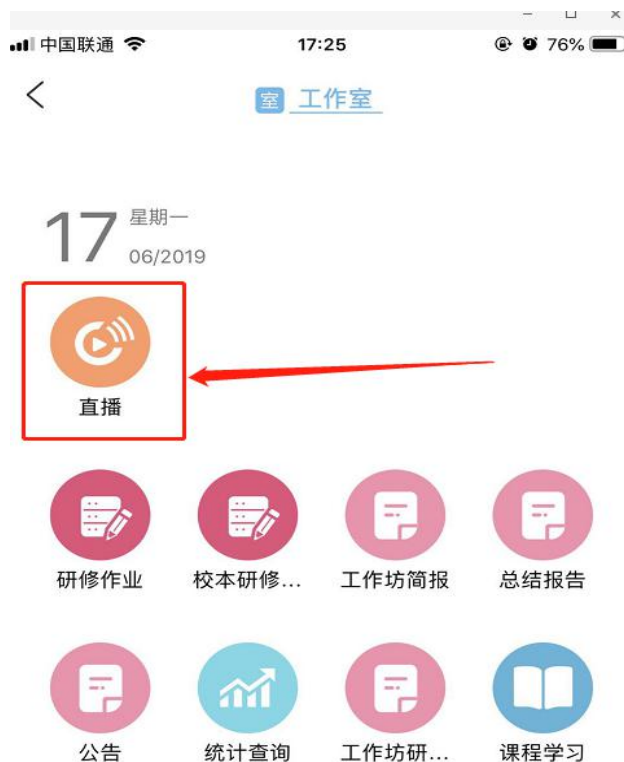 中国联通 17:25 76%
室 工作室
17 星期一
06/2019
直播
研修作业 校本研修... 工作坊简报 总结报告
公告 统计查询 工作坊研... 课程学习